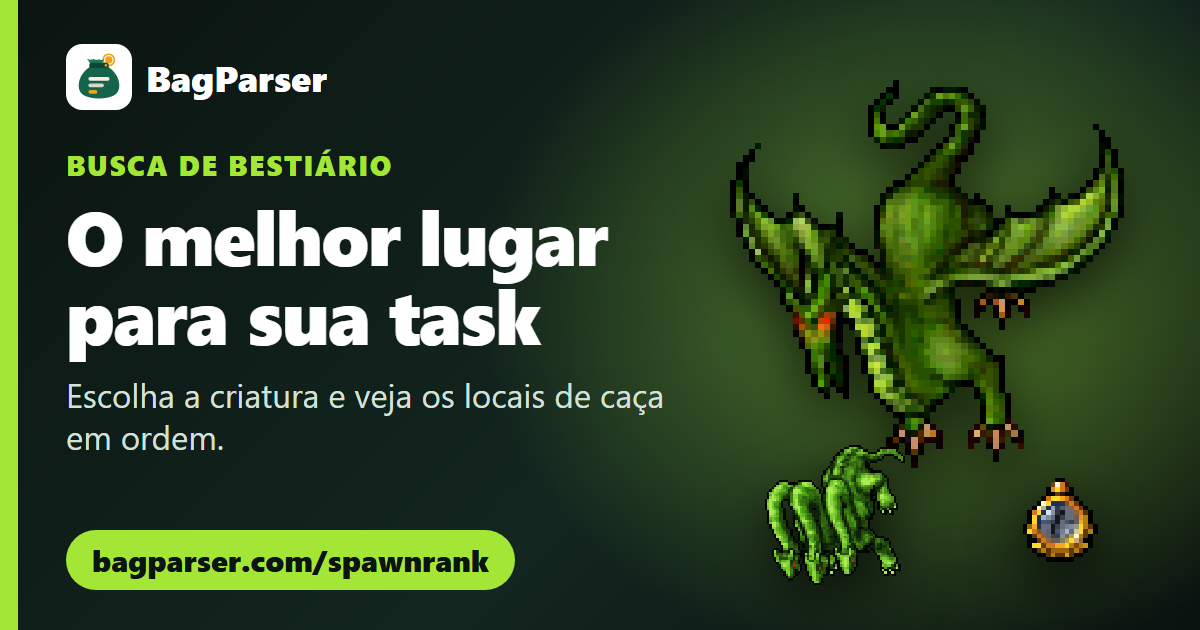 BagParser
BUSCA DE BESTIÁRIO
O melhor lugar
para sua task
Escolha a criatura e veja os locais de caça
em ordem.
bagparser.com/spawnrank